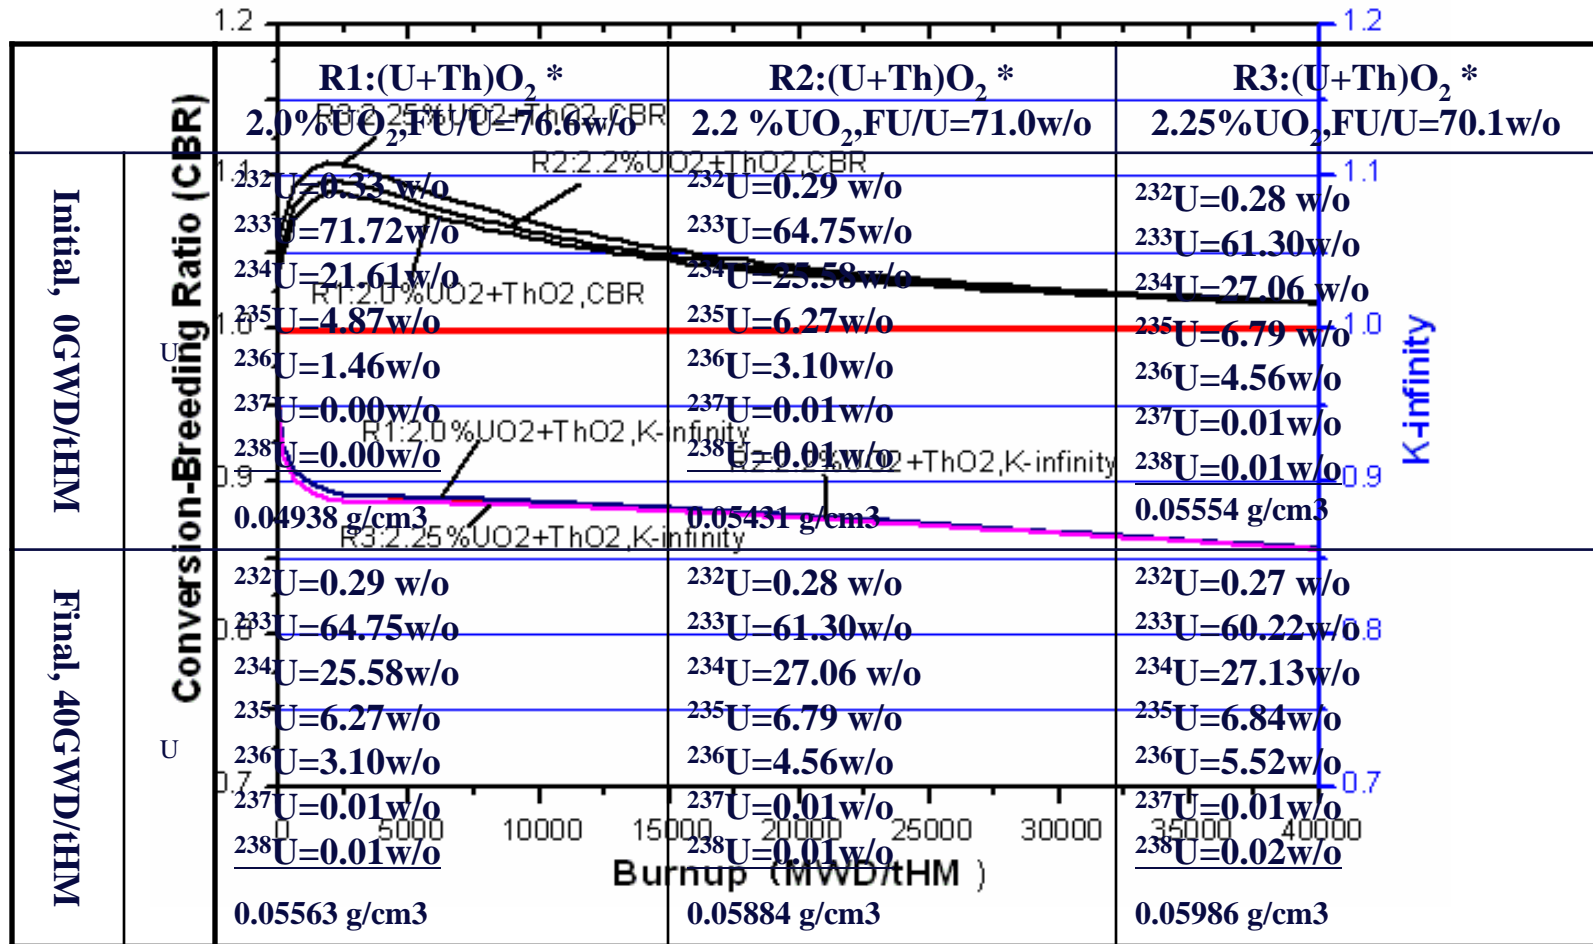 R1:(U+Th)O2 *
2.0%UO2,FU/U=76.6w/o
R2:(U+Th)O2 *
2.2 %UO2,FU/U=71.0w/o
R3:(U+Th)O2 *
2.25%UO2,FU/U=70.1w/o
Initial, 0GWD/tHM
U
232U=0.33 w/o
233U=71.72w/o
234U=21.61w/o
235U=4.87w/o
236U=1.46w/o
237U=0.00w/o
238U=0.00w/o
0.04938 g/cm3
232U=0.29 w/o
233U=64.75w/o
234U=25.58w/o
235U=6.27w/o
236U=3.10w/o
237U=0.01w/o
238U=0.01w/o
0.05431 g/cm3
232U=0.28 w/o
233U=61.30w/o
234U=27.06 w/o
235U=6.79 w/o
236U=4.56w/o
237U=0.01w/o
238U=0.01w/o
0.05554 g/cm3
Final, 40GWD/tHM
U
232U=0.29 w/o
233U=64.75w/o
234U=25.58w/o
235U=6.27w/o
236U=3.10w/o
237U=0.01w/o
238U=0.01w/o
0.05563 g/cm3
232U=0.28 w/o
233U=61.30w/o
234U=27.06 w/o
235U=6.79 w/o
236U=4.56w/o
237U=0.01w/o
238U=0.01w/o
0.05884 g/cm3
232U=0.27 w/o
233U=60.22w/o
234U=27.13w/o
235U=6.84w/o
236U=5.52w/o
237U=0.01w/o
238U=0.02w/o
0.05986 g/cm3
Conversion-Breeding Ratio (CBR)
1.2
1.1
1.0
0.9
0.8
0.7
R3:2.25%UO2+ThO2,CBR
R2:2.2%UO2+ThO2,CBR
R1:2.0%UO2+ThO2,CBR
R1:2.0%UO2+ThO2,K-infinity
R2:2.2%UO2+ThO2,K-infinity
R3:2.25%UO2+ThO2,K-infinity
1.2
1.1
1.0
0.9
0.8
0.7
K-infinity
0
5000
10000
15000
20000
25000
30000
35000
40000
Burnup (MWD/tHM )